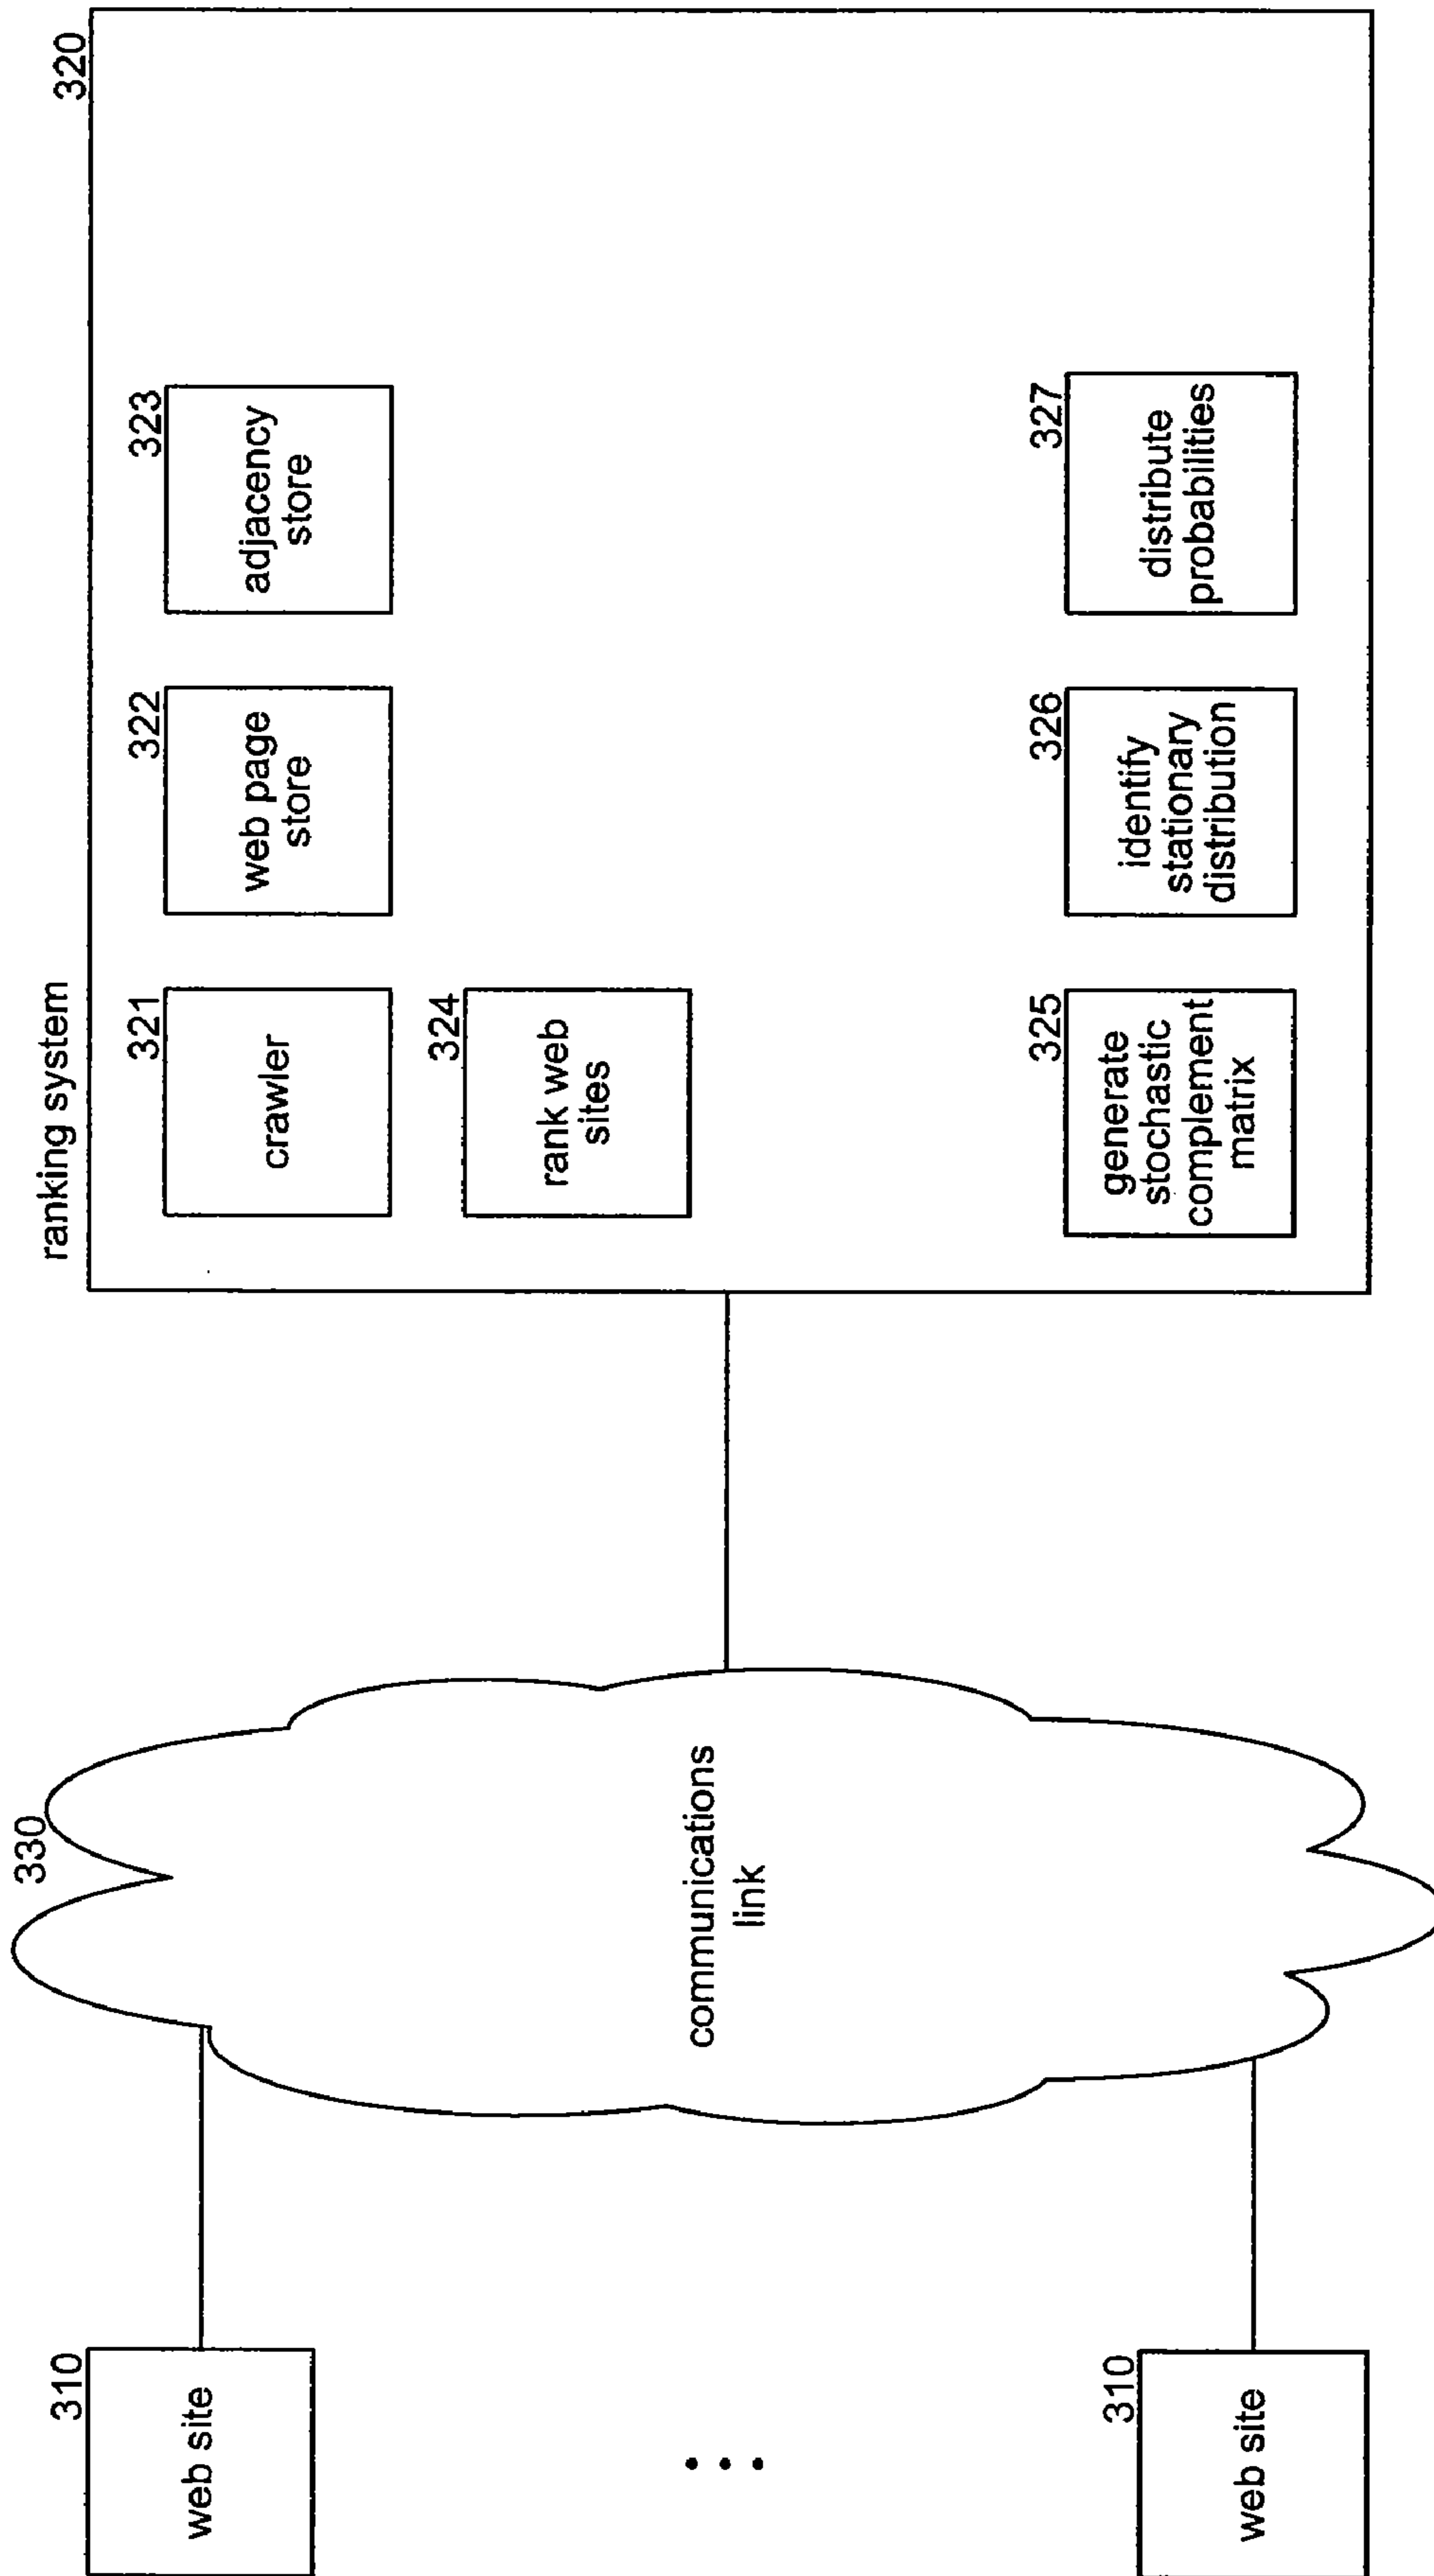 ranking system
320
330
310
web site
321
crawler
322
web page
store
323
adjacency
store
324
rank web
sites
communications
link
310
web site
325
generate
stochastic
complement
matrix
326
identify
stationary
distribution
327
distribute
probabilities